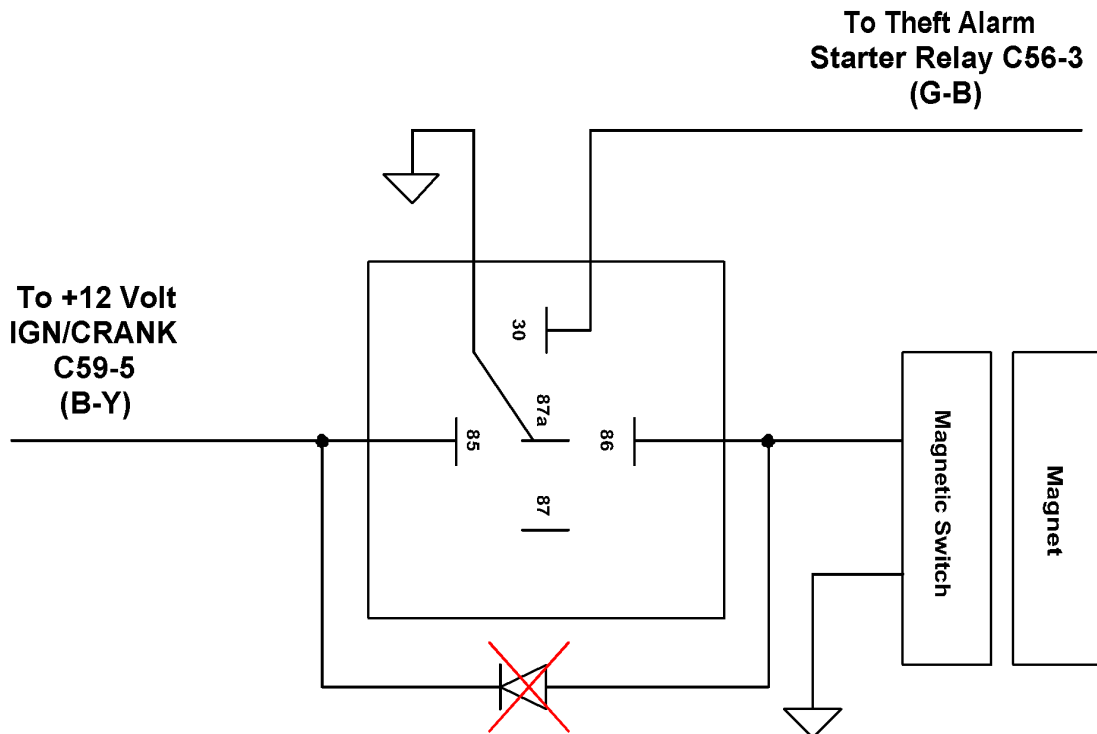 To Theft Alarm
Starter Relay C56-3
(G-B)
To +12 Volt
IGN/CRANK
C59-5
(B-Y)
30
87a
85
86
87
Magnetic Switch
Magnet